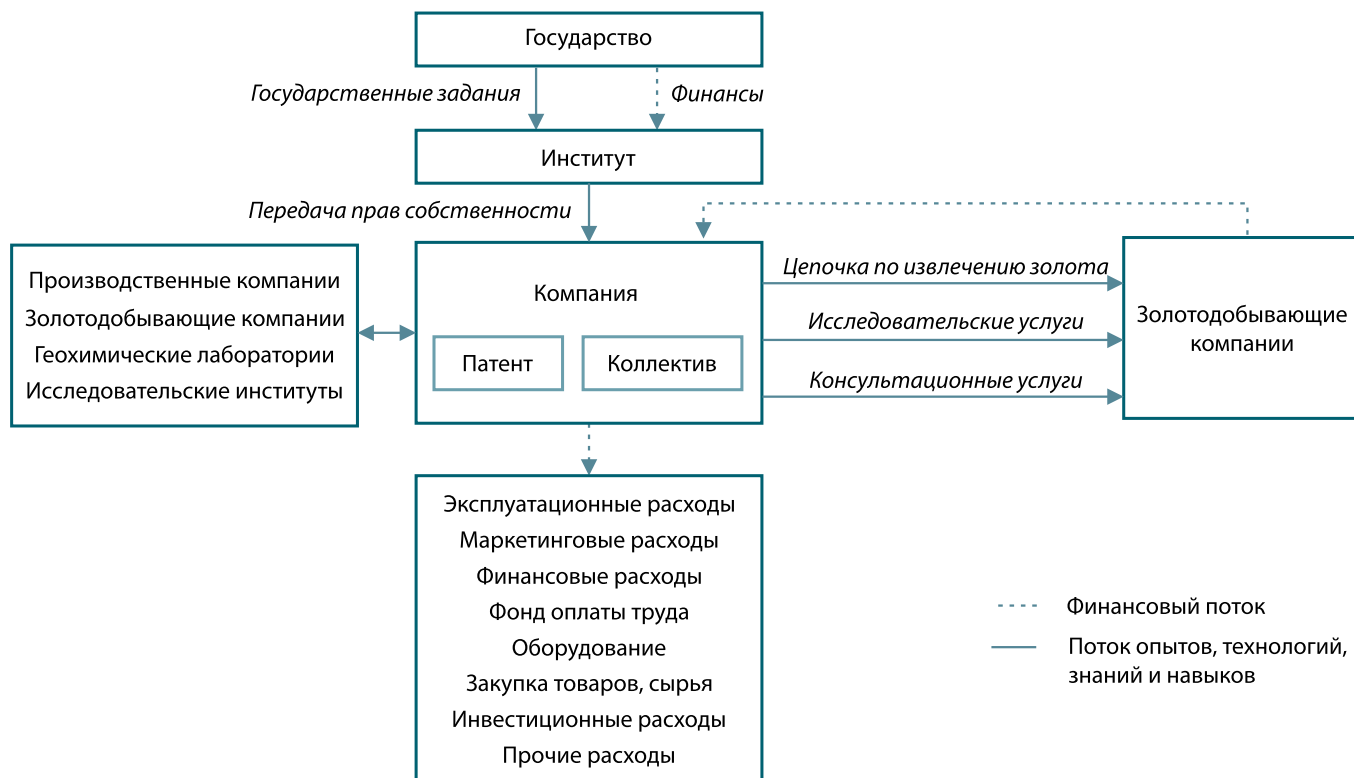 Государство
Государственные задания
Финансы
Институт
Передача прав собственности
Производственные компании
Золотодобывающие компании
Геохимические лаборатории
Исследовательские институты
Компания
Патент
Коллектив
Цепочка по извлечению золота
Исследовательские услуги
Консультационные услуги
Золотодобывающие
компании
Эксплуатационные расходы
Маркетинговые расходы
Финансовые расходы
Фонд оплаты труда
Оборудование
Закупка товаров, сырья
Инвестиционные расходы
Прочие расходы
Финансовый поток
Поток опытов, технологий,
знаний и навыков